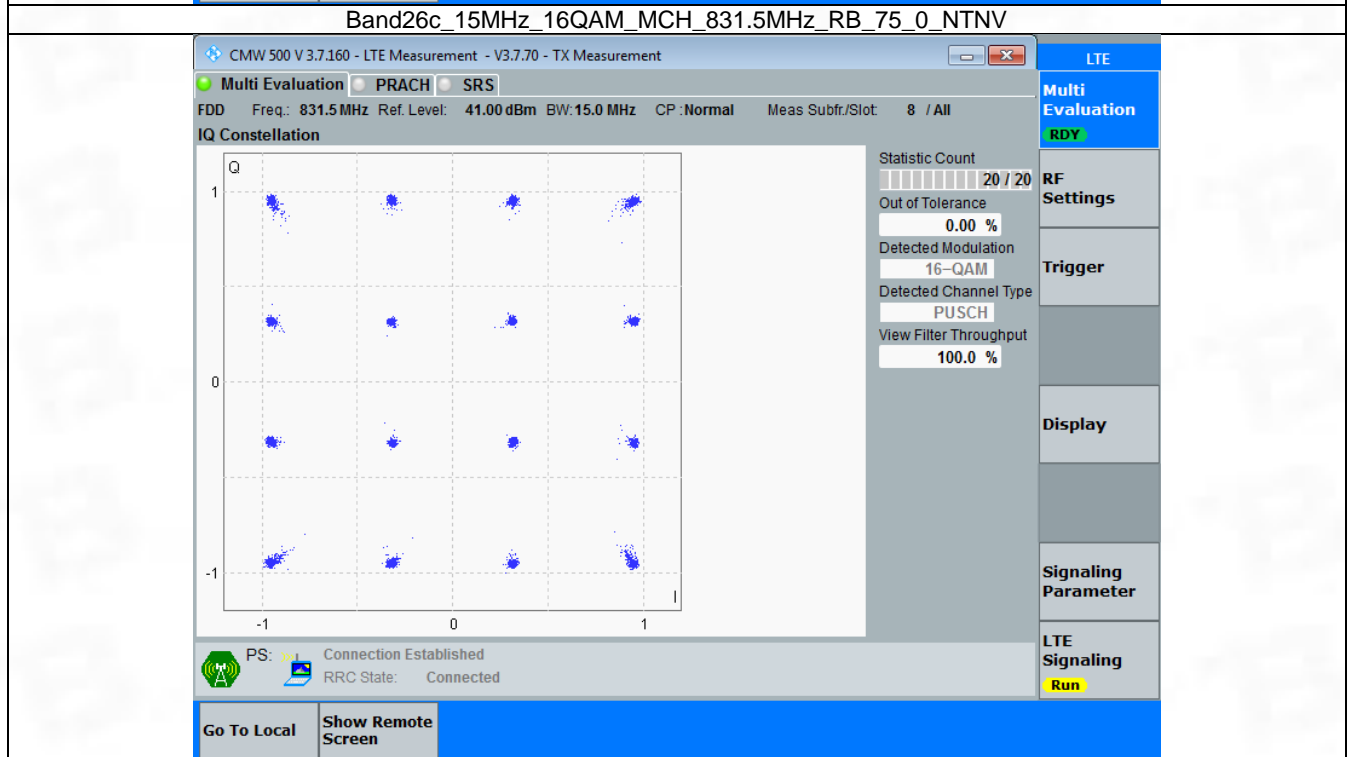 Band26c_15MHz_16QAM_MCH_831.5MHz_RB_75_0_NTNV
CMW 500 V 3.7.160 - LTE Measurement - V3.7.70 - TX Measurement
LTE
Multi Evaluation PRACH SRS
FDD Freq.: 831.5 MHz Ref. Level: 41.00 dBm BW: 15.0 MHz CP : Normal Meas Subfr./Slot: 8 / All
IQ Constellation
Q
1
0
-1
-1 0 1
I
Statistic Count
20 / 20
Out of Tolerance
0.00 %
Detected Modulation
16-QAM
Detected Channel Type
PUSCH
View Filter Throughput
100.0 %
Multi
Evaluation
RDY
RF
Settings
Trigger
Display
Signaling
Parameter
LTE
Signaling
Run
PS: Connection Established
RRC State: Connected
Go To Local
Show Remote
Screen